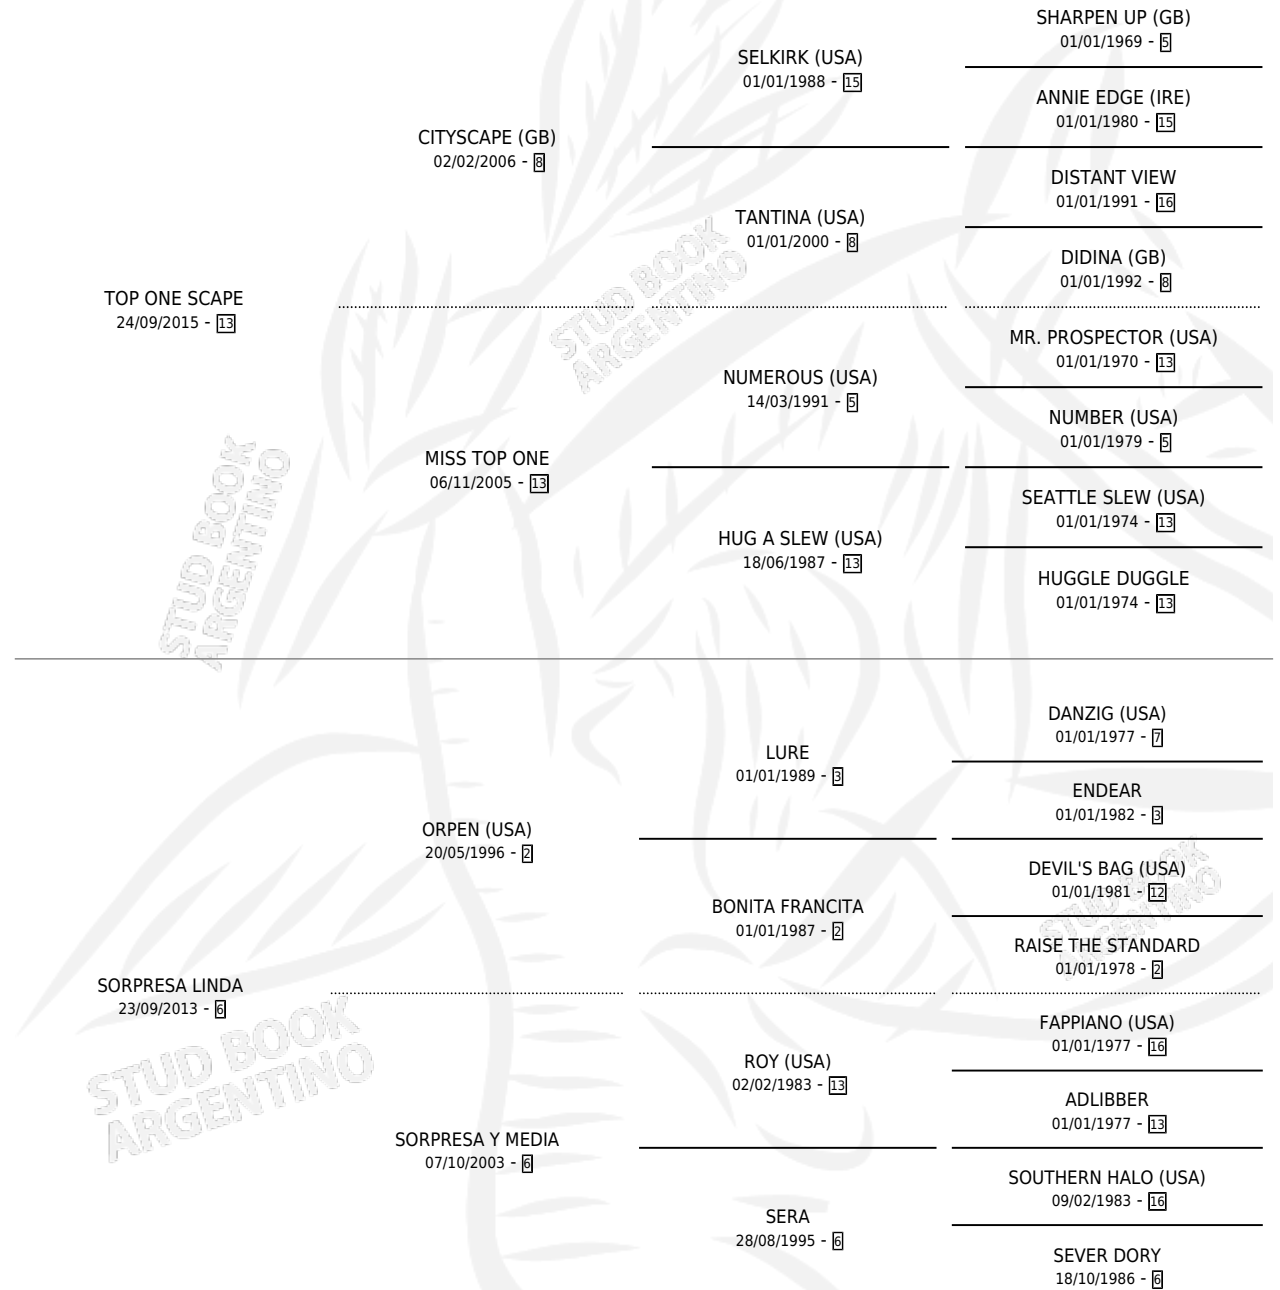 SHARPEN UP (GB)
01/01/1969 - 5
SELKIRK (USA)
01/01/1988 - 15
ANNIE EDGE (IRE)
01/01/1980 - 15
CITYSCAPE (GB)
02/02/2006 - 8
DISTANT VIEW
01/01/1991 - 16
TANTINA (USA)
01/01/2000 - 8
DIDINA (GB)
01/01/1992 - 8
TOP ONE SCAPE
24/09/2015 - 13
MR. PROSPECTOR (USA)
01/01/1970 - 13
NUMEROUS (USA)
14/03/1991 - 5
NUMBER (USA)
01/01/1979 - 5
MISS TOP ONE
06/11/2005 - 13
SEATTLE SLEW (USA)
01/01/1974 - 13
HUG A SLEW (USA)
18/06/1987 - 13
HUGGLE DUGGLE
01/01/1974 - 13
DANZIG (USA)
01/01/1977 - 7
LURE
01/01/1989 - 3
ENDEAR
01/01/1982 - 3
ORPEN (USA)
20/05/1996 - 2
DEVIL'S BAG (USA)
01/01/1981 - 12
BONITA FRANCITA
01/01/1987 - 2
RAISE THE STANDARD
01/01/1978 - 2
SORPRESA LINDA
23/09/2013 - 6
FAPPIANO (USA)
01/01/1977 - 16
ROY (USA)
02/02/1983 - 13
ADLIBBER
01/01/1977 - 13
SORPRESA Y MEDIA
07/10/2003 - 6
SOUTHERN HALO (USA)
09/02/1983 - 16
SERA
28/08/1995 - 6
SEVER DORY
18/10/1986 - 6
STUD BOOK
ARGENTINO
STUD BOOK
ARGENTINO
STUD BOOK
ARGENTINO
STUD BOOK
ARGENTINO